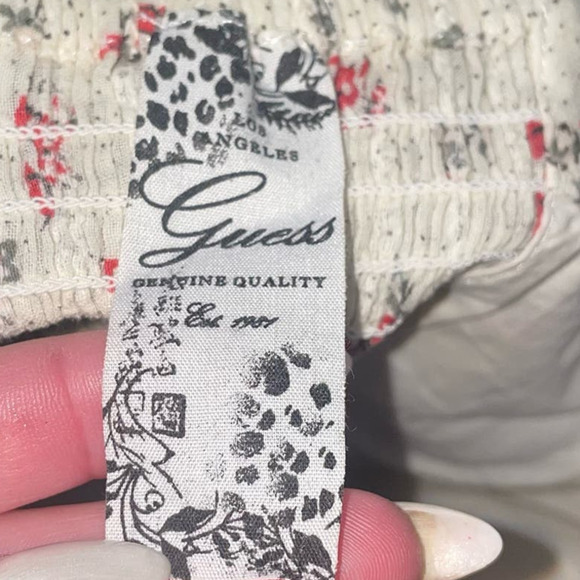 LOS
ANGELES
Guess
GENUINE QUALITY
Est. 1981